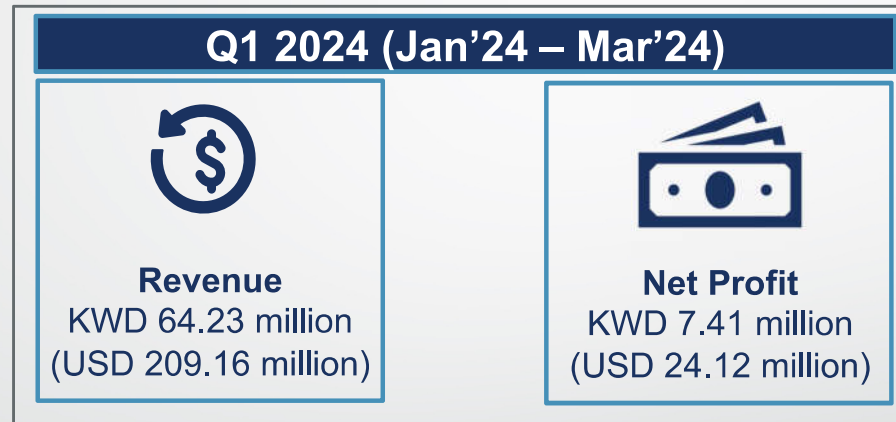 Q1 2024 (Jan’24 – Mar’24)
Revenue
KWD 64.23 million
(USD 209.16 million)
Net Profit
KWD 7.41 million
(USD 24.12 million)